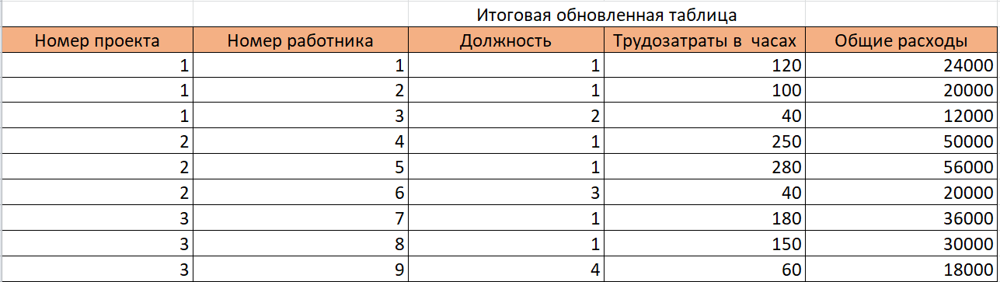 Итоговая обновленная таблица
Номер проекта Номер работника Должность Трудозатраты в часах Общие расходы
1 1 1 120 24000
1 2 1 100 20000
1 3 2 40 12000
2 4 1 250 50000
2 5 1 280 56000
2 6 3 40 20000
3 7 1 180 36000
3 8 1 150 30000
3 9 4 60 18000